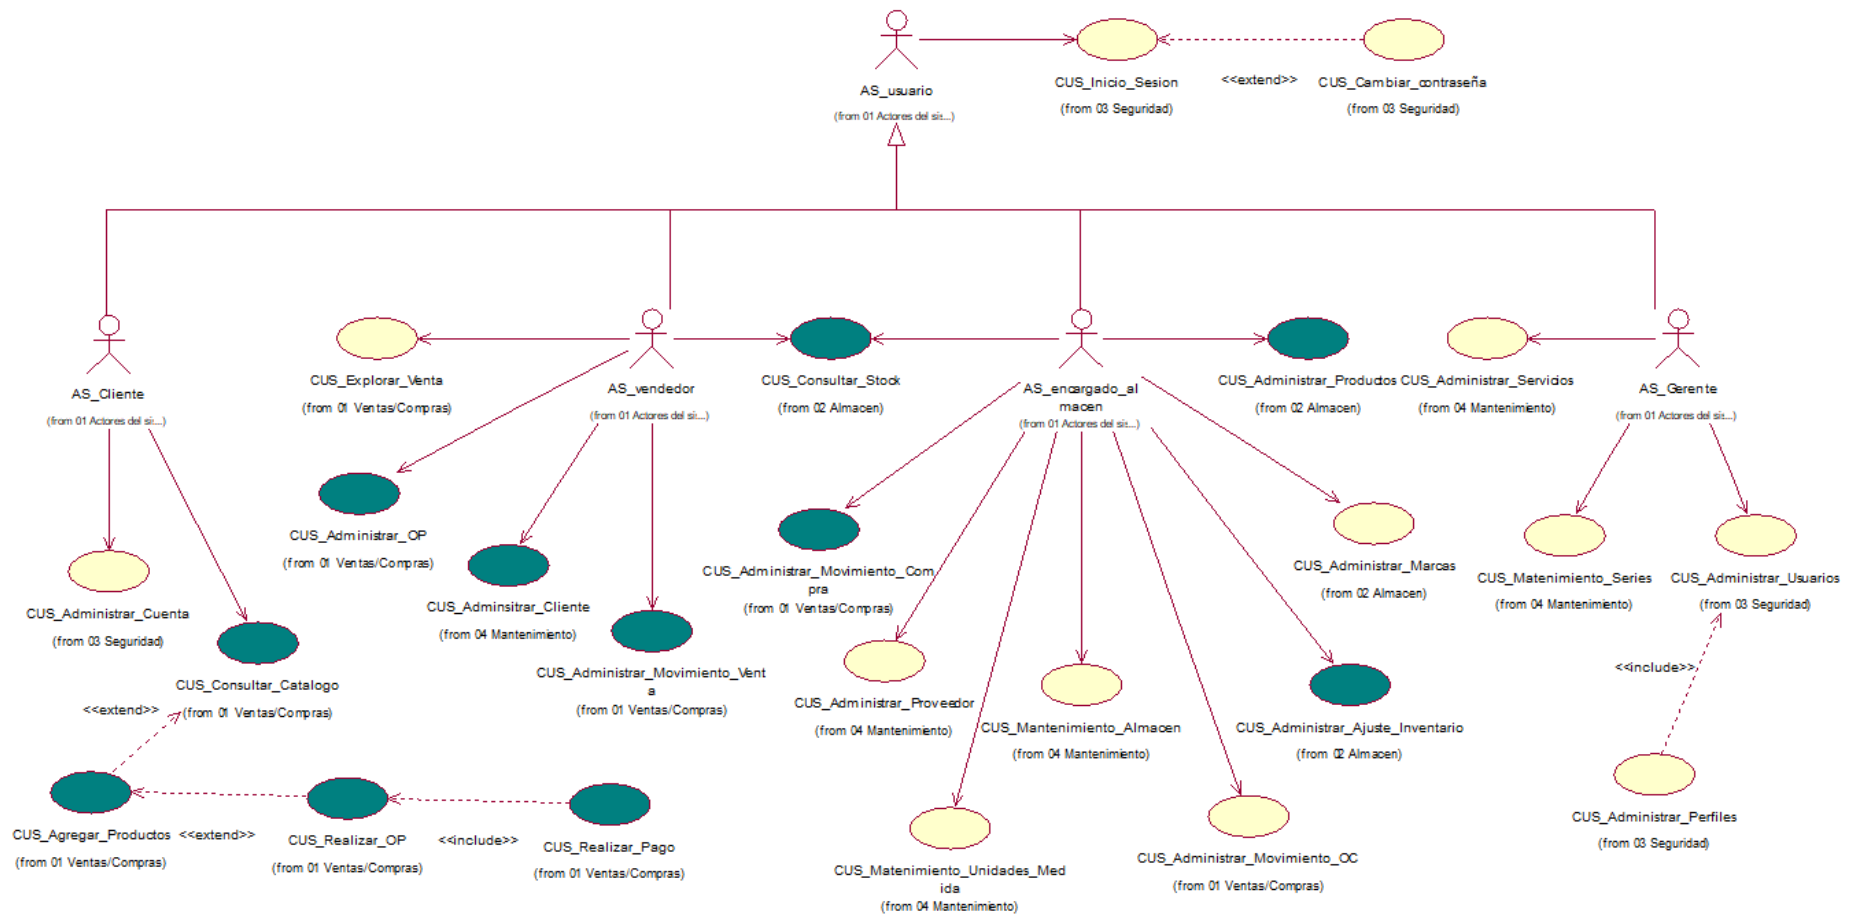 AS_usuario
(from 01 Actores del si:...)
CUS_Inicio_Sesion
(from 03 Seguridad)
<<extend>>
CUS_Cambiar_contraseña
(from 03 Seguridad)
AS_Cliente
(from 01 Actores del si:...)
CUS_Explorar_Venta
(from 01 Ventas/Compras)
AS_vendedor
(from 01 Actores del si:...)
CUS_Consultar_Stock
(from 02 Almacen)
AS_encargado_al
macen
(from 01 Actores del si:...)
CUS_Administrar_Productos
(from 02 Almacen)
CUS_Administrar_Servicios
(from 04 Mantenimiento)
AS_Gerente
(from 01 Actores del si:...)
CUS_Administrar_OP
(from 01 Ventas/Compras)
CUS_Adminsitrar_Cliente
(from 04 Mantenimiento)
CUS_Administrar_Movimiento_Vent
a
(from 01 Ventas/Compras)
CUS_Administrar_Movimiento_Com
pra
(from 01 Ventas/Compras)
CUS_Administrar_Marcas
(from 02 Almacen)
CUS_Matenimiento_Series
(from 04 Mantenimiento)
CUS_Administrar_Usuarios
(from 03 Seguridad)
CUS_Administrar_Cuenta
(from 03 Seguridad)
CUS_Consultar_Catalogo
(from 01 Ventas/Compras)
<<extend>>
CUS_Administrar_Proveedor
(from 04 Mantenimiento)
CUS_Mantenimiento_Almacen
(from 04 Mantenimiento)
CUS_Administrar_Ajuste_Inventario
(from 02 Almacen)
<<include>>
CUS_Agregar_Productos
(from 01 Ventas/Compras)
<<extend>>
CUS_Realizar_OP
(from 01 Ventas/Compras)
<<include>>
CUS_Realizar_Pago
(from 01 Ventas/Compras)
CUS_Matenimiento_Unidades_Med
ida
(from 04 Mantenimiento)
CUS_Administrar_Movimiento_OC
(from 01 Ventas/Compras)
CUS_Administrar_Perfiles
(from 03 Seguridad)